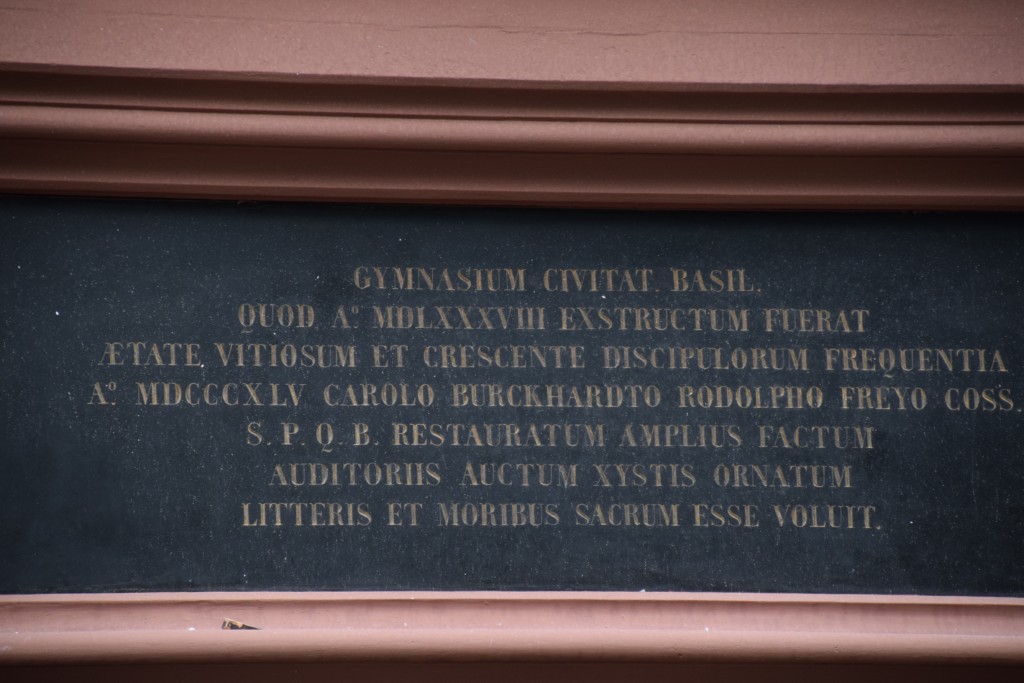 GYMNASIUM CIVITAT. BASIL.
QUOD Aº MDLXXXVIII EXSTRUCTUM FUERAT
ÆTATE VITIOSUM ET CRESCENTE DISCIPULORUM FREQUENTIA
Aº MDCCCXLV CAROLO BURCKHARDTO RODOLPHO FREYO COSS.
S. P. Q. B. RESTAURATUM AMPLIUS FACTUM
AUDITORIIS AUCTUM XYSTIS ORNATUM
LITTERIS ET MORIBUS SACRUM ESSE VOLUIT.